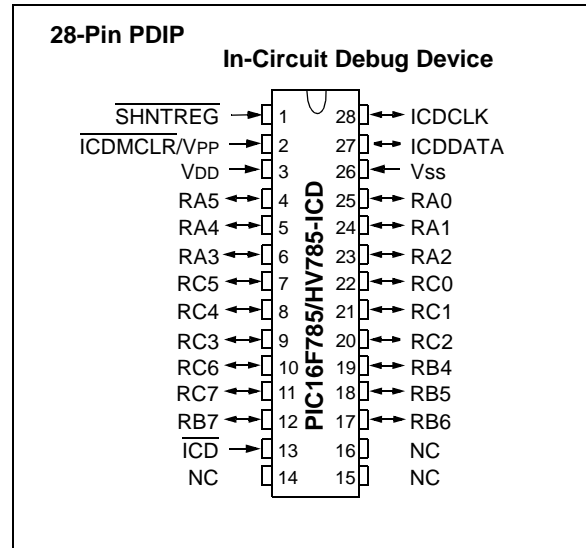 28-Pin PDIP
In-Circuit Debug Device
SHNTREG 1 28 ICDCLK
ICDMCLR/VPP 2 27 ICDDATA
VDD 3 26 VSS
RA5 4 25 RA0
RA4 5 24 RA1
RA3 6 23 RA2
RC5 7 22 RC0
RC4 8 21 RC1
RC3 9 20 RC2
RC6 10 19 RB4
RC7 11 18 RB5
RB7 12 17 RB6
ICD 13 16 NC
NC 14 15 NC
PIC16F785/HV785-ICD